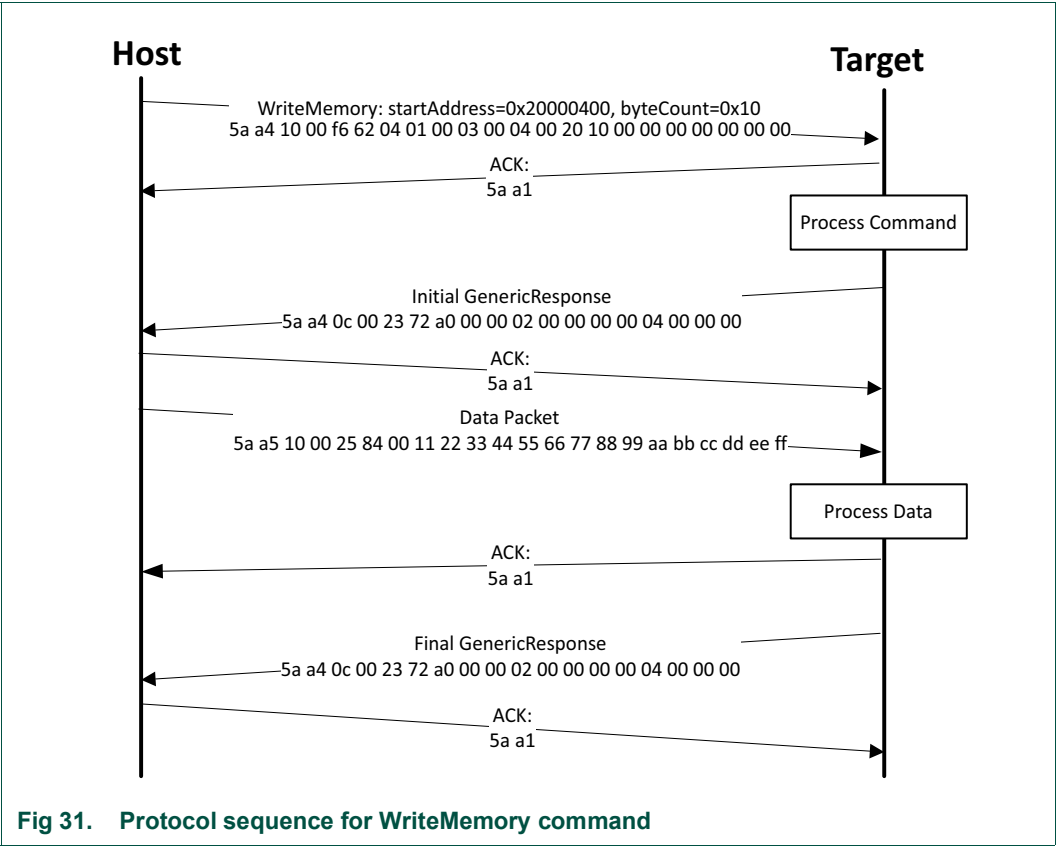 Host
Target
WriteMemory: startAddress=0x20000400, byteCount=0x10
5a a4 10 00 f6 62 04 01 00 03 00 04 00 20 10 00 00 00 00 00 00 00
ACK:
5a a1
Process Command
Initial GenericResponse
5a a4 0c 00 23 72 a0 00 00 02 00 00 00 00 04 00 00 00
ACK:
5a a1
Data Packet
5a a5 10 00 25 84 00 11 22 33 44 55 66 77 88 99 aa bb cc dd ee ff
Process Data
ACK:
5a a1
Final GenericResponse
5a a4 0c 00 23 72 a0 00 00 02 00 00 00 00 04 00 00 00
ACK:
5a a1
Fig 31. Protocol sequence for WriteMemory command